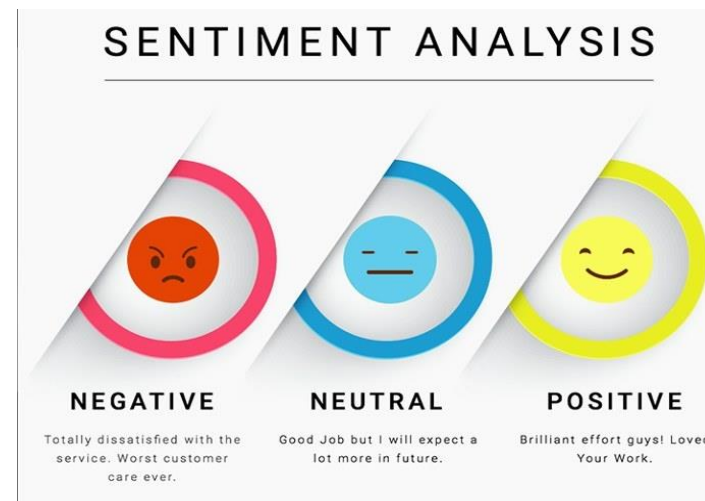 SENTIMENT ANALYSIS
NEGATIVE
Totally dissatisfied with the
service. Worst customer
care ever.
NEUTRAL
Good Job but I will expect a
lot more in future.
POSITIVE
Brilliant effort guys! Love
Your Work.